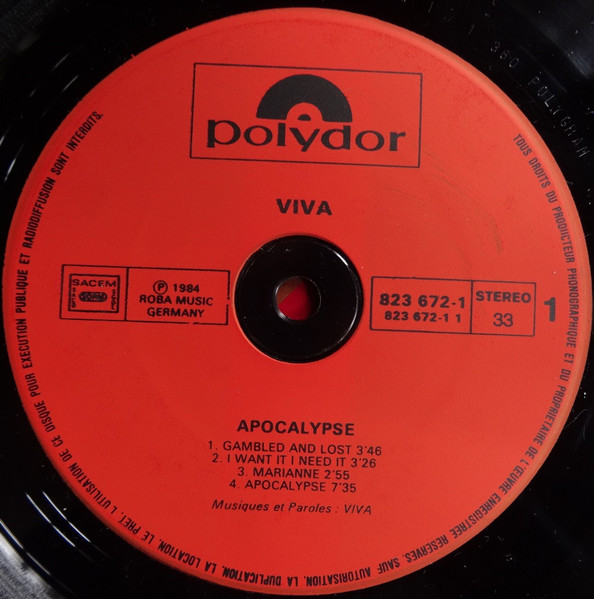 polydor
VIVA
SACEM
Ⓟ 1984
ROBA MUSIC
GERMANY
823 672-1
823 672-1 1
STEREO
33
1
APOCALYPSE
1. GAMBLED AND LOST 3'46
2. I WANT IT I NEED IT 3'26
3. MARIANNE 2'55
4. APOCALYPSE 7'35
Musiques et Paroles : VIVA
TOUS DROITS DU PRODUCTEUR PHONOGRAPHIQUE ET DU PROPRIETAIRE DE L'ŒUVRE ENREGISTREE RESERVES. SAUF AUTORISATION, LA DUPLICATION, LA LOCATION, LE PRET, L'UTILISATION DE CE DISQUE POUR EXECUTION PUBLIQUE ET RADIODIFFUSION SONT INTERDITS.
360 POLYGRAM